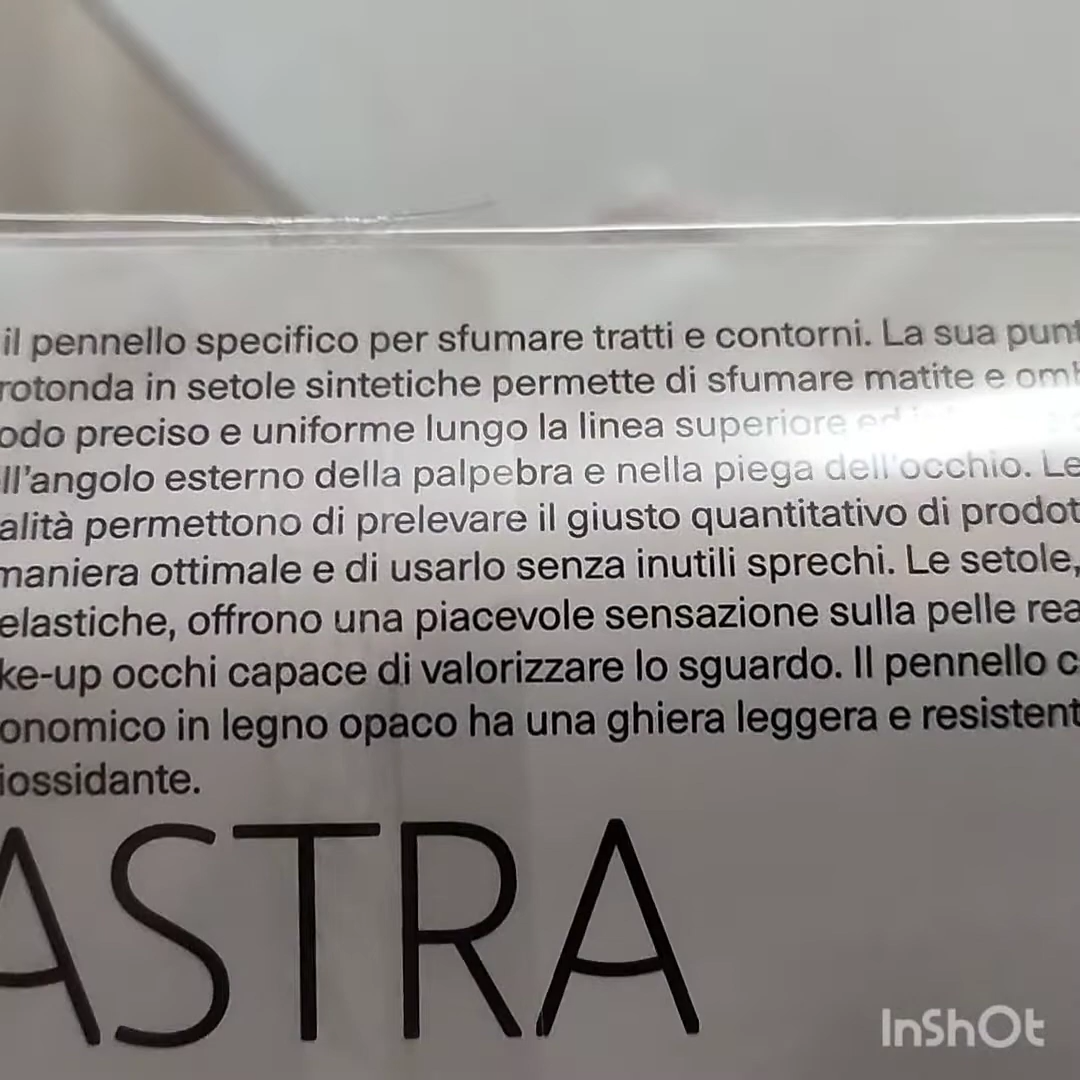 il pennello specifico per sfumare tratti e contorni. La sua punt
rotonda in setole sintetiche permette di sfumare matite e omb
odo preciso e uniforme lungo la linea superiore ed
ll'angolo esterno della palpebra e nella piega dell'occhio. Le
alità permettono di prelevare il giusto quantitativo di prodot
maniera ottimale e di usarlo senza inutili sprechi. Le setole,
elastiche, offrono una piacevole sensazione sulla pelle rea
ke-up occhi capace di valorizzare lo sguardo. Il pennello c
onomico in legno opaco ha una ghiera leggera e resistent
iossidante.
ASTRA
InShOt